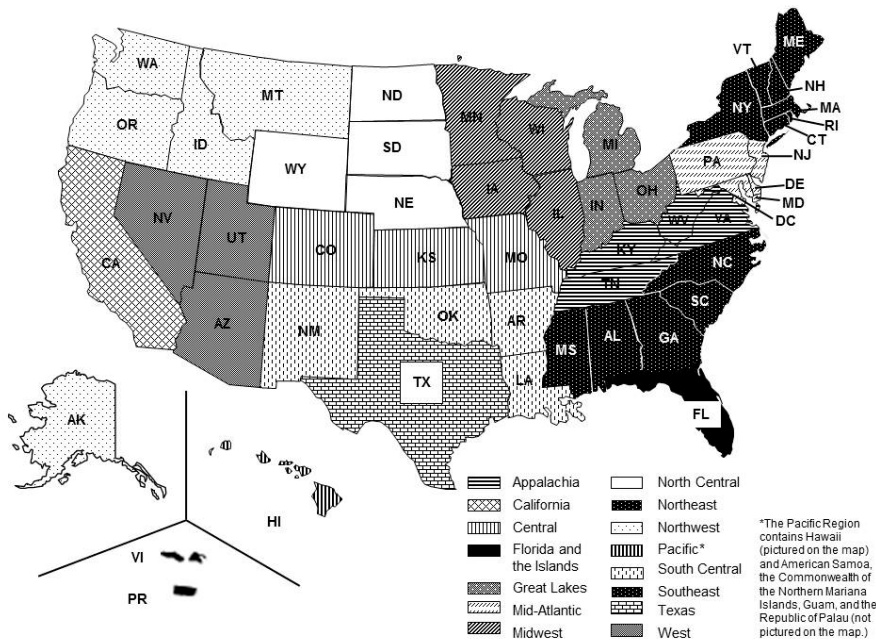 ME
VT
WA
NH
MT
ND
MN
NY
MA
OR
WI
RI
CT
ID
SD
MI
PA
NJ
WY
IA
OH
DE
NE
IL
IN
MD
NV
WV
VA
DC
UT
CO
KS
MO
KY
CA
NC
TN
AZ
NM
OK
AR
SC
MS
AL
GA
TX
LA
FL
AK
HI
VI
PR
Appalachia
California
Central
Florida and
the Islands
Great Lakes
Mid-Atlantic
Midwest
North Central
Northeast
Northwest
Pacific*
South Central
Southeast
Texas
West
*The Pacific Region
contains Hawaii
(pictured on the map)
and American Samoa,
the Commonwealth of
the Northern Mariana
Islands, Guam, and the
Republic of Palau (not
pictured on the map.)